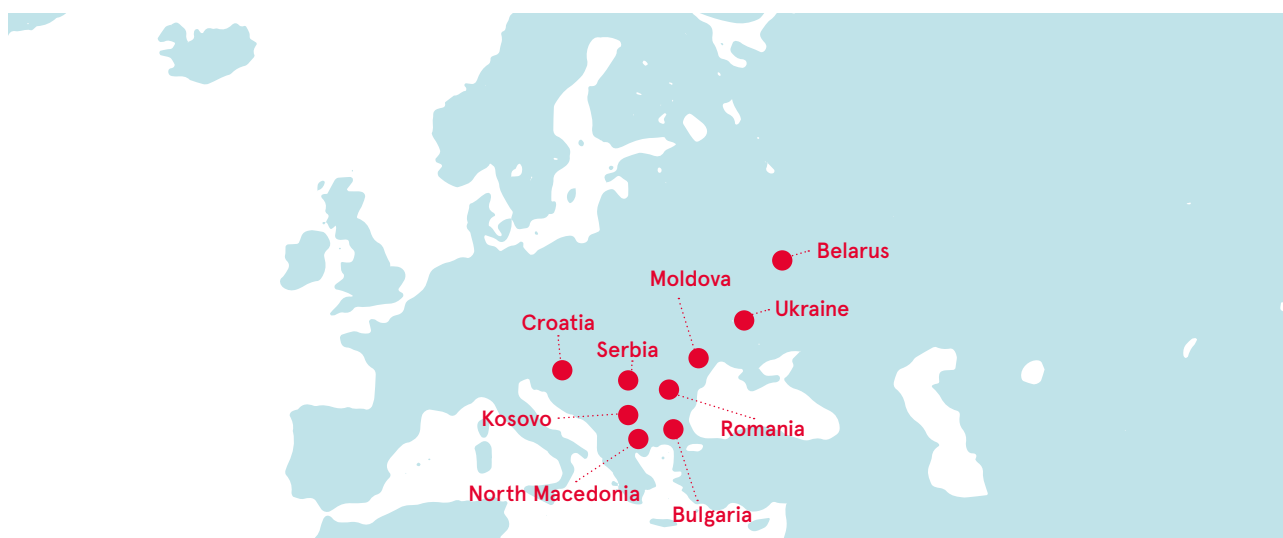 Belarus
Moldova
Ukraine
Croatia
Serbia
Kosovo
Romania
North Macedonia
Bulgaria